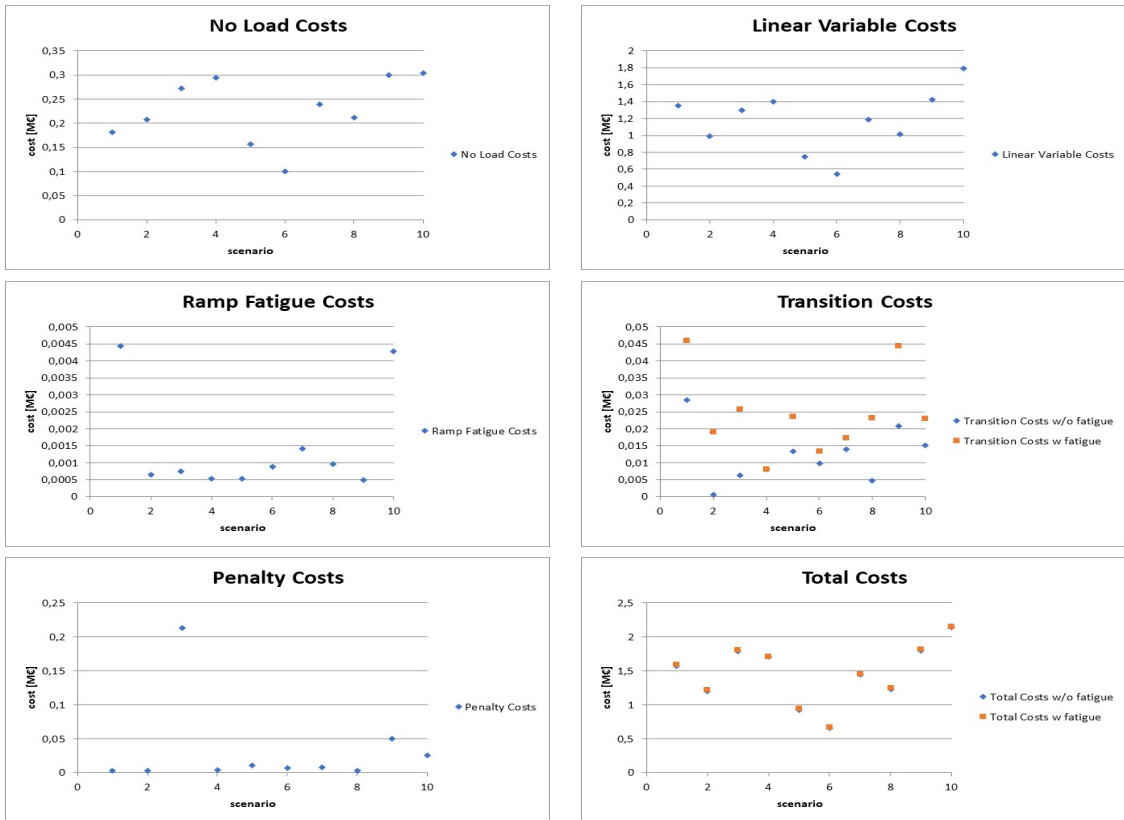 No Load Costs
0,35
0,3
0,25
0,2
0,15
0,1
0,05
0
cost [M€]
0 2 4 6 8 10
scenario
No Load Costs
Linear Variable Costs
2
1,8
1,6
1,4
1,2
1
0,8
0,6
0,4
0,2
0
cost [M€]
0 2 4 6 8 10
scenario
Linear Variable Costs
Ramp Fatigue Costs
0,005
0,0045
0,004
0,0035
0,003
0,0025
0,002
0,0015
0,001
0,0005
0
cost [M€]
0 2 4 6 8 10
scenario
Ramp Fatigue Costs
Transition Costs
0,05
0,045
0,04
0,035
0,03
0,025
0,02
0,015
0,01
0,005
0
cost [M€]
0 2 4 6 8 10
scenario
Transition Costs w/o fatigue
Transition Costs w fatigue
Penalty Costs
0,25
0,2
0,15
0,1
0,05
0
cost [M€]
0 2 4 6 8 10
scenario
Penalty Costs
Total Costs
2,5
2
1,5
1
0,5
0
cost [M€]
0 2 4 6 8 10
scenario
Total Costs w/o fatigue
Total Costs w fatigue